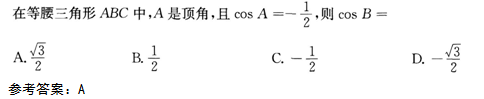 在等腰三角形 ABC 中,A 是顶角,且 cos A=-1/2,则 cos B=
A. √3/2 B. 1/2 C. -1/2 D. -√3/2
参考答案：A